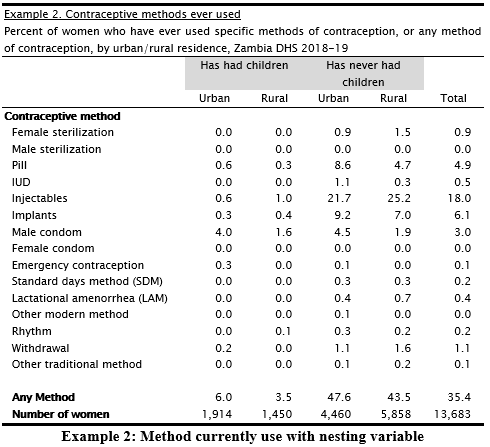 Example 2. Contraceptive methods ever used
Percent of women who have ever used specific methods of contraception, or any method
of contraception, by urban/rural residence, Zambia DHS 2018-19
Has had children Has never had
children
Urban Rural Urban Rural Total
Contraceptive method
Female sterilization 0.0 0.0 0.9 1.5 0.9
Male sterilization 0.0 0.0 0.0 0.0 0.0
Pill 0.6 0.3 8.6 4.7 4.9
IUD 0.0 0.0 1.1 0.3 0.5
Injectables 0.6 1.0 21.7 25.2 18.0
Implants 0.3 0.4 9.2 7.0 6.1
Male condom 4.0 1.6 4.5 1.9 3.0
Female condom 0.0 0.0 0.0 0.0 0.0
Emergency contraception 0.3 0.0 0.1 0.0 0.1
Standard days method (SDM) 0.0 0.0 0.3 0.3 0.2
Lactational amenorrhea (LAM) 0.0 0.0 0.4 0.7 0.4
Other modern method 0.0 0.0 0.1 0.0 0.0
Rhythm 0.0 0.1 0.3 0.2 0.2
Withdrawal 0.2 0.0 1.1 1.6 1.1
Other traditional method 0.0 0.0 0.1 0.2 0.1
Any Method 6.0 3.5 47.6 43.5 35.4
Number of women 1,914 1,450 4,460 5,858 13,683
Example 2: Method currently use with nesting variable